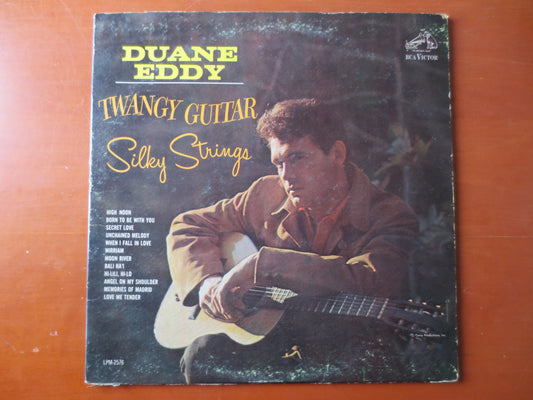 DUANE
EDDY
TWANGY GUITAR
Silky Strings
RCA VICTOR
HIGH NOON
BORN TO BE WITH YOU
SECRET LOVE
UNCHAINED MELODY
WHEN I FALL IN LOVE
MIRRIAM
MOON RIVER
BALI HA'I
HI-LILI, HI-LO
ANGEL ON MY SHOULDER
MEMORIES OF MADRID
LOVE ME TENDER
LPM-2576